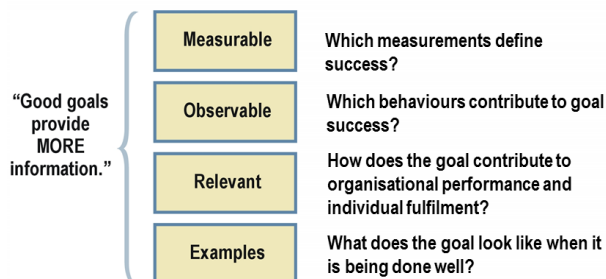 “Good goals
provide
MORE
information.”
Measurable
Which measurements define
success?
Observable
Which behaviours contribute to goal
success?
Relevant
How does the goal contribute to
organisational performance and
individual fulfilment?
Examples
What does the goal look like when it
is being done well?